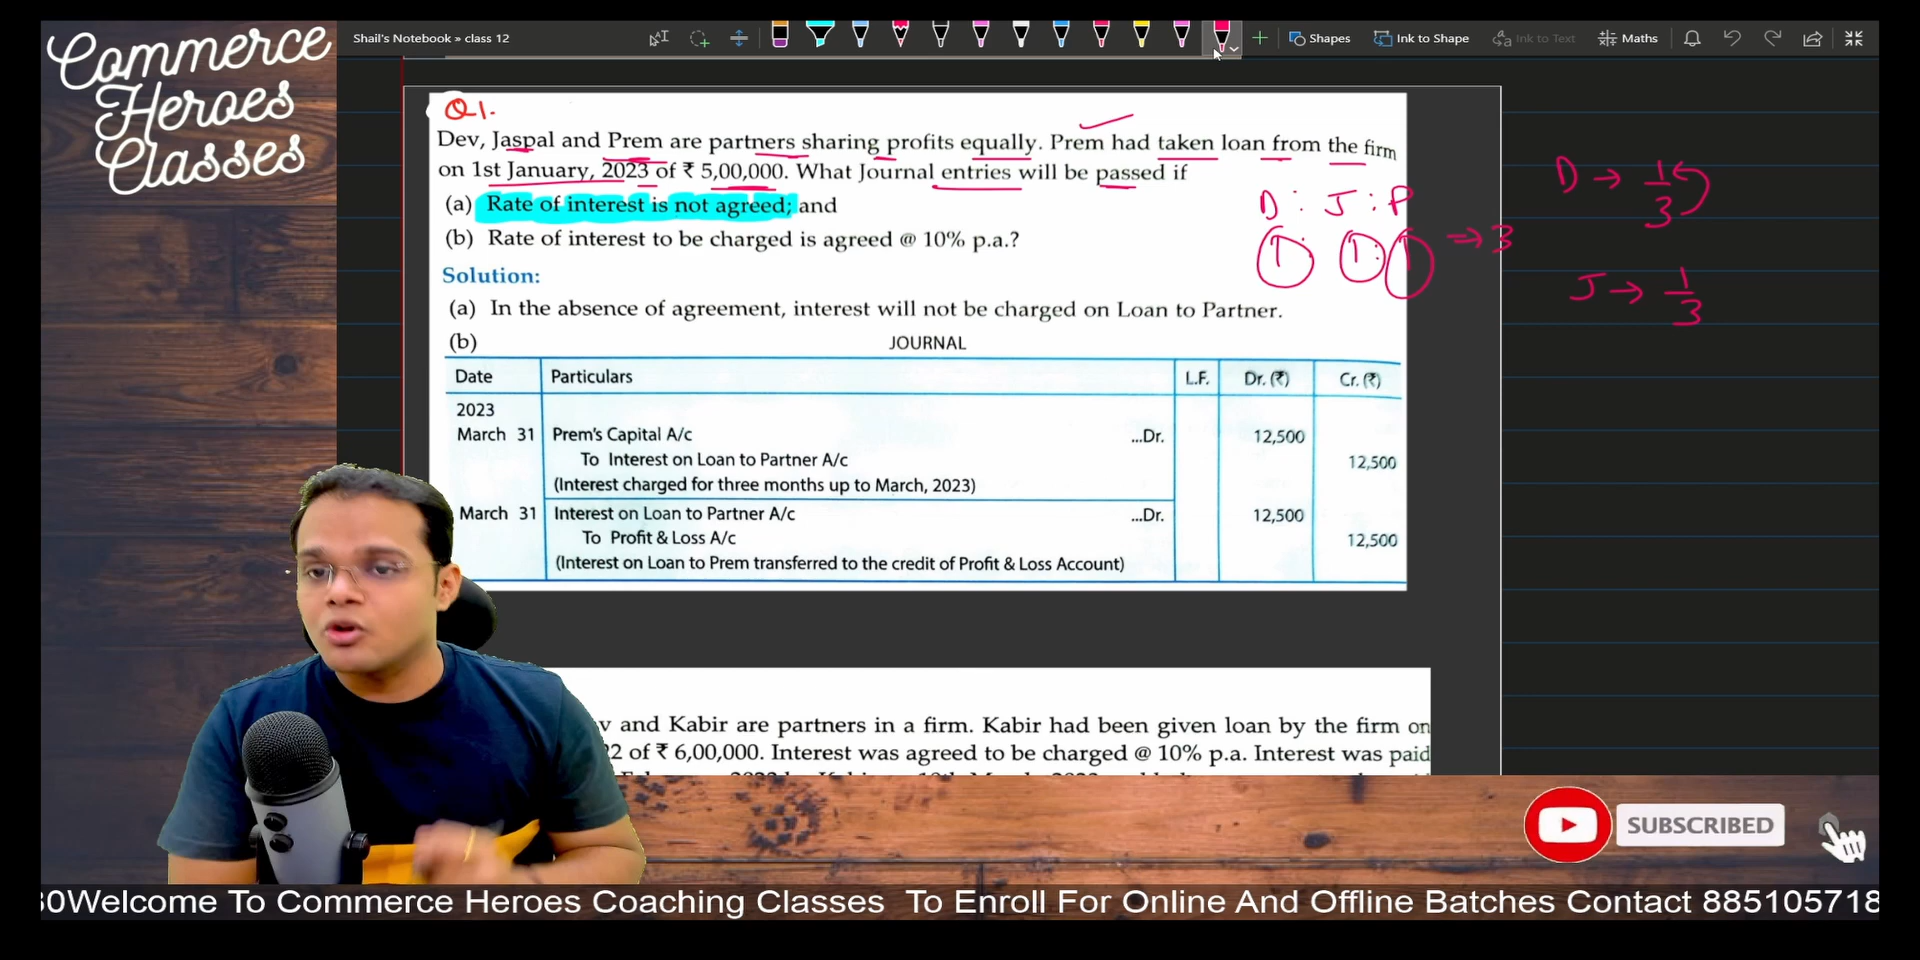 Commerce
Heroes
Classes
Shail's Notebook » class 12
Shapes
Ink to Shape
Ink to Text
Maths
Q1.
Dev, Jaspal and Prem are partners sharing profits equally. Prem had taken loan from the firm
on 1st January, 2023 of ₹ 5,00,000. What Journal entries will be passed if
(a) Rate of interest is not agreed; and
(b) Rate of interest to be charged is agreed @ 10% p.a.?
D : J : P
1 : 1 : 1 → 3
D → 1/3
J → 1/3
Solution:
(a) In the absence of agreement, interest will not be charged on Loan to Partner.
(b) JOURNAL
Date Particulars L.F. Dr. (₹) Cr. (₹)
2023
March 31 Prem's Capital A/c ...Dr. 12,500
To Interest on Loan to Partner A/c 12,500
(Interest charged for three months up to March, 2023)
March 31 Interest on Loan to Partner A/c ...Dr. 12,500
To Profit & Loss A/c 12,500
(Interest on Loan to Prem transferred to the credit of Profit & Loss Account)
v and Kabir are partners in a firm. Kabir had been given loan by the firm on
22 of ₹ 6,00,000. Interest was agreed to be charged @ 10% p.a. Interest was paid
SUBSCRIBED
30Welcome To Commerce Heroes Coaching Classes To Enroll For Online And Offline Batches Contact 885105718